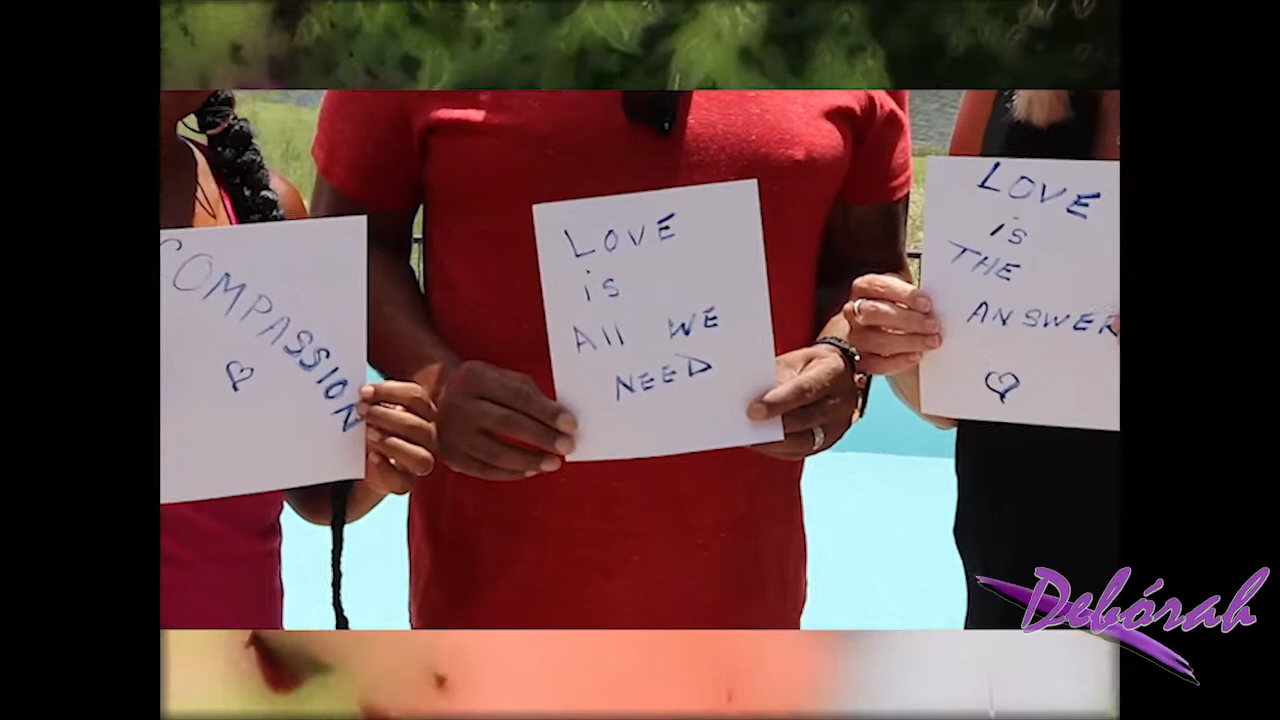 COMPASSION
LOVE
is
All WE
NEED
LOVE
is
THE
ANSWER
Debórah